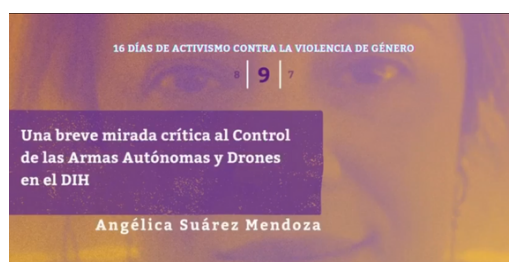 16 DÍAS DE ACTIVISMO CONTRA LA VIOLENCIA DE GÉNERO
8 | 9 | 7
Una breve mirada crítica al Control
de las Armas Autónomas y Drones
en el DIH
Angélica Suárez Mendoza